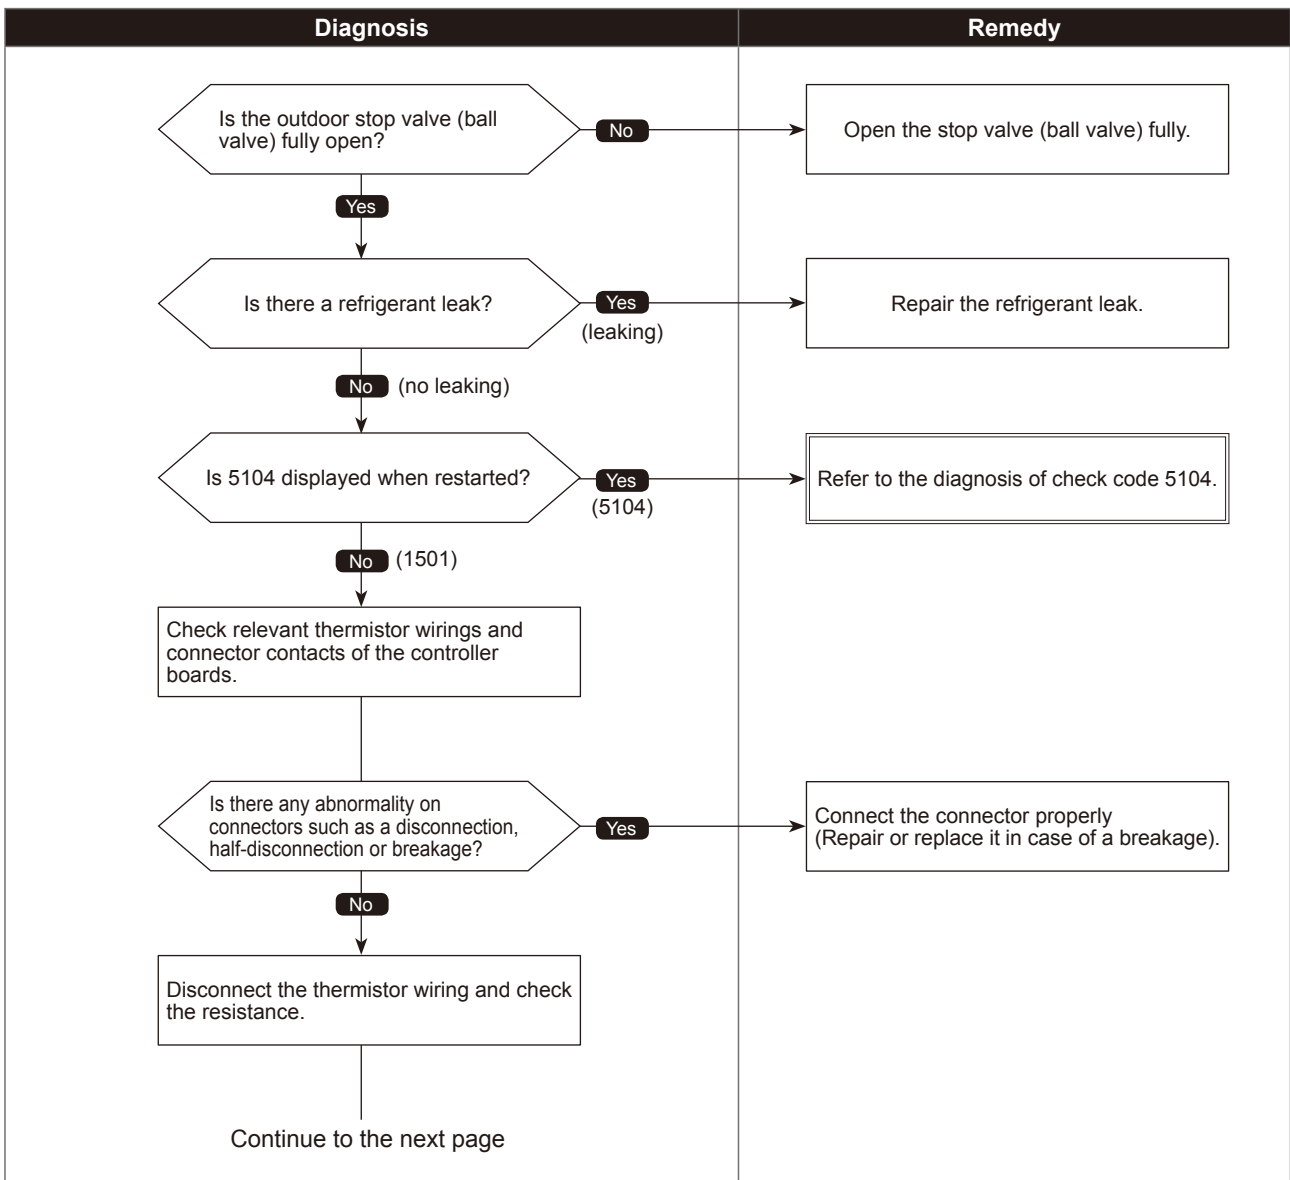 Diagnosis
Remedy
Is the outdoor stop valve (ball
valve) fully open?
No
Open the stop valve (ball valve) fully.
Yes
Is there a refrigerant leak?
Yes
(leaking)
Repair the refrigerant leak.
No (no leaking)
Is 5104 displayed when restarted?
Yes
(5104)
Refer to the diagnosis of check code 5104.
No (1501)
Check relevant thermistor wirings and
connector contacts of the controller
boards.
Is there any abnormality on
connectors such as a disconnection,
half-disconnection or breakage?
Yes
Connect the connector properly
(Repair or replace it in case of a breakage).
No
Disconnect the thermistor wiring and check
the resistance.
Continue to the next page